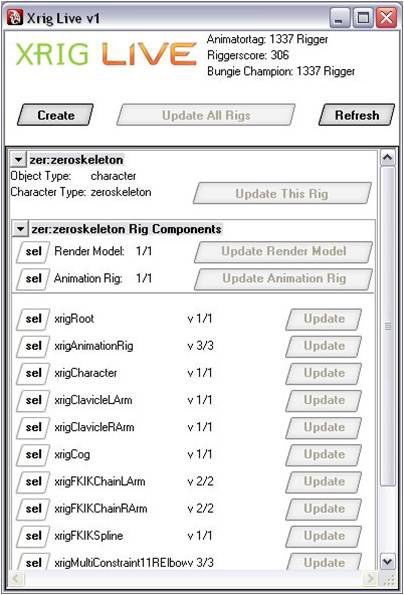 Xrig Live v1
XRIG LIVE
Animatortag: 1337 Rigger
Riggerscore: 306
Bungie Champion: 1337 Rigger
Create Update All Rigs Refresh
zer:zeroskeleton
Object Type: character
Character Type: zeroskeleton Update This Rig
zer:zeroskeleton Rig Components
sel Render Model: 1/1 Update Render Model
sel Animation Rig: 1/1 Update Animation Rig
sel xrigRoot v 1/1 Update
sel xrigAnimationRig v 3/3 Update
sel xrigCharacter v 1/1 Update
sel xrigClavicleLArm v 1/1 Update
sel xrigClavicleRArm v 1/1 Update
sel xrigCog v 1/1 Update
sel xrigFKIKChainLArm v 2/2 Update
sel xrigFKIKChainRArm v 2/2 Update
sel xrigFKIKSpline v 1/1 Update
sel xrigMultiConstraint11RElbow v 3/3 Update